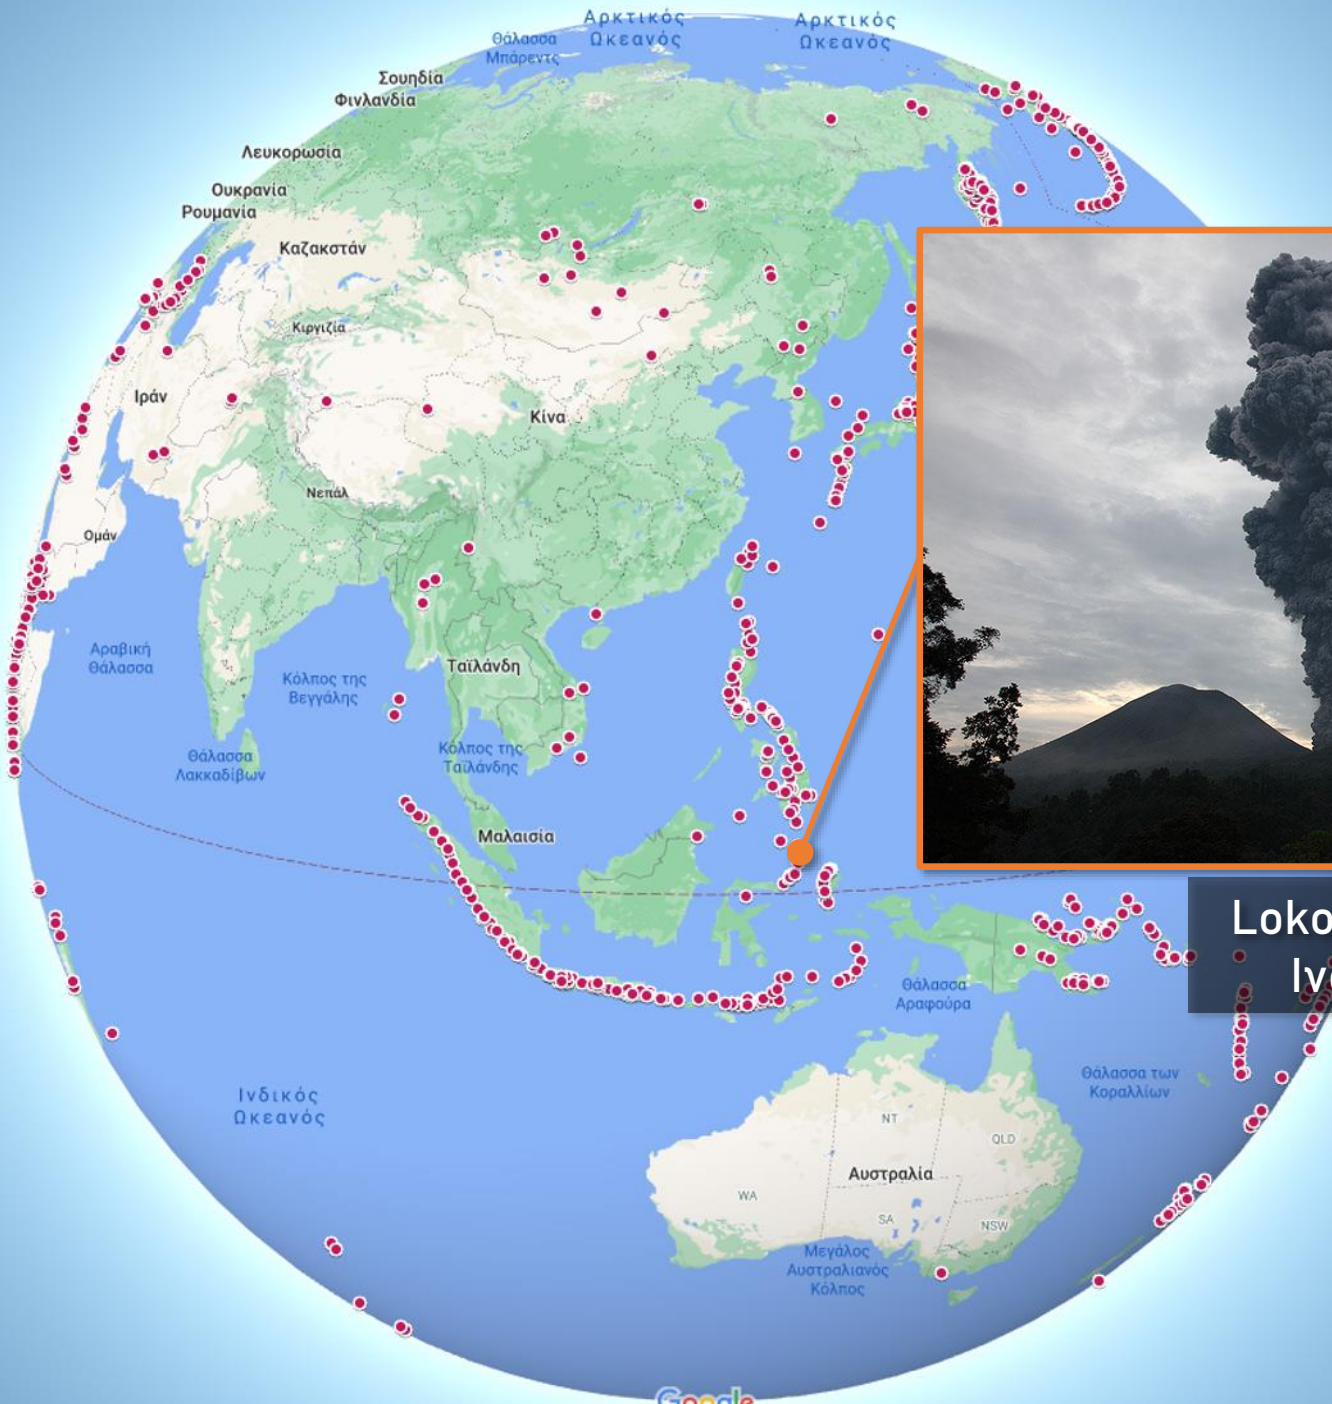 Αρκτικός
Ωκεανός
Αρκτικός
Ωκεανός
Θάλασσα
Μπάρεντς
Σουηδία
Φινλανδία
Λευκορωσία
Ουκρανία
Ρουμανία
Καζακστάν
Κιργιζία
Ιράν
Κίνα
Νεπάλ
Ομάν
Αραβική
Θάλασσα
Κόλπος της
Βεγγάλης
Ταϊλάνδη
Θάλασσα
Λακκαδίβων
Κόλπος της
Ταϊλάνδης
Μαλαισία
Loko
Ιν
Θάλασσα
Αραφούρα
Θάλασσα των
Κοραλλίων
Ινδικός
Ωκεανός
NT
QLD
Αυστραλία
WA
SA
NSW
Μεγάλος
Αυστραλιανός
Κόλπος
Google